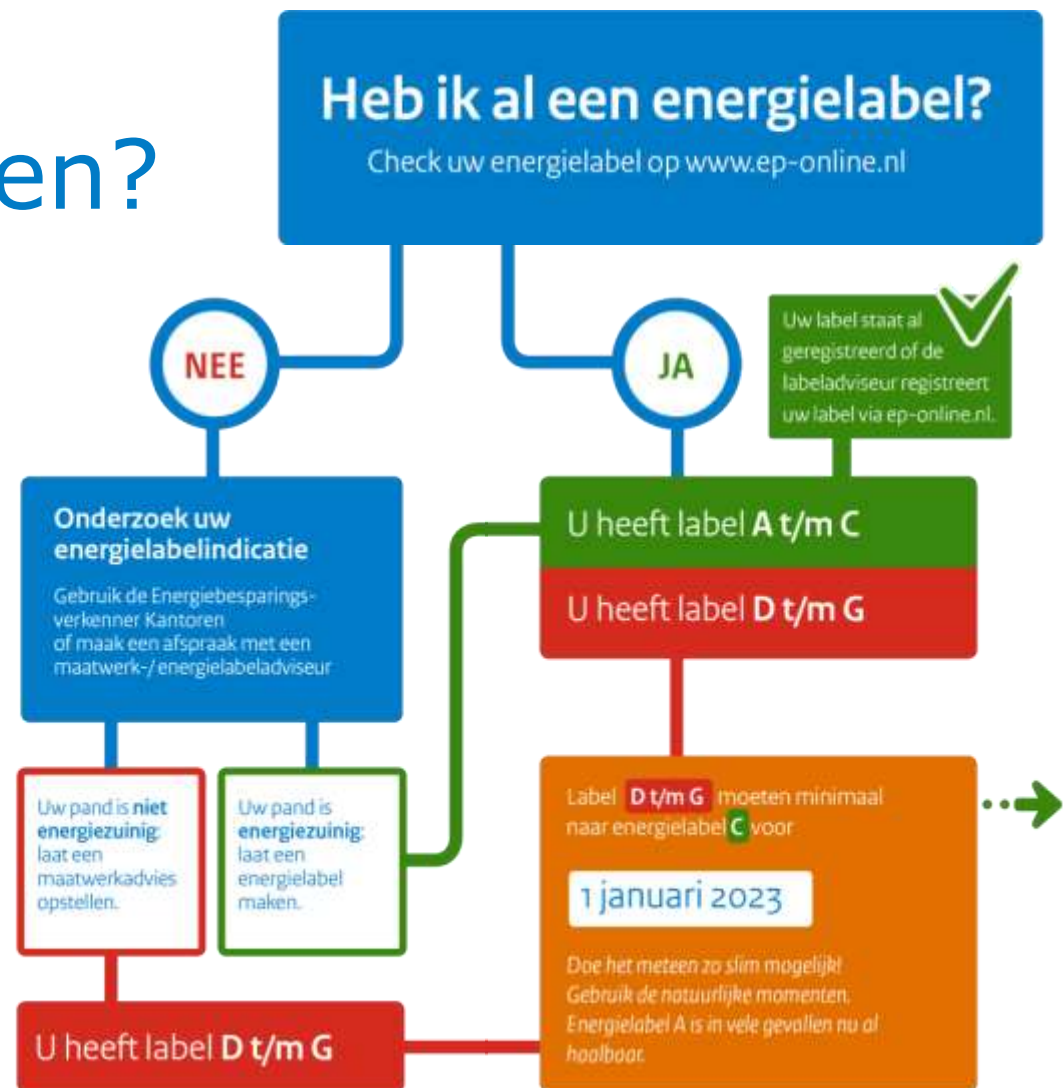 en?
Heb ik al een energielabel?
Check uw energielabel op www.ep-online.nl
NEE
JA
Uw label staat al
geregistreerd of de
labeladviseur registreert
uw label via ep-online.nl.
Onderzoek uw
energielabelindicatie
Gebruik de Energiebesparings-
verkenner Kantoren
of maak een afspraak met een
maatwerk-/energielabeladviseur
U heeft label A t/m C
U heeft label D t/m G
Uw pand is niet
energiezuinig:
laat een
maatwerkadvies
opstellen.
Uw pand is
energiezuinig:
laat een
energielabel
maken.
Label D t/m G moeten minimaal
naar energielabel C voor
1 januari 2023
Doe het meteen zo slim mogelijk!
Gebruik de natuurlijke momenten.
Energielabel A is in vele gevallen nu al
haalbaar.
U heeft label D t/m G